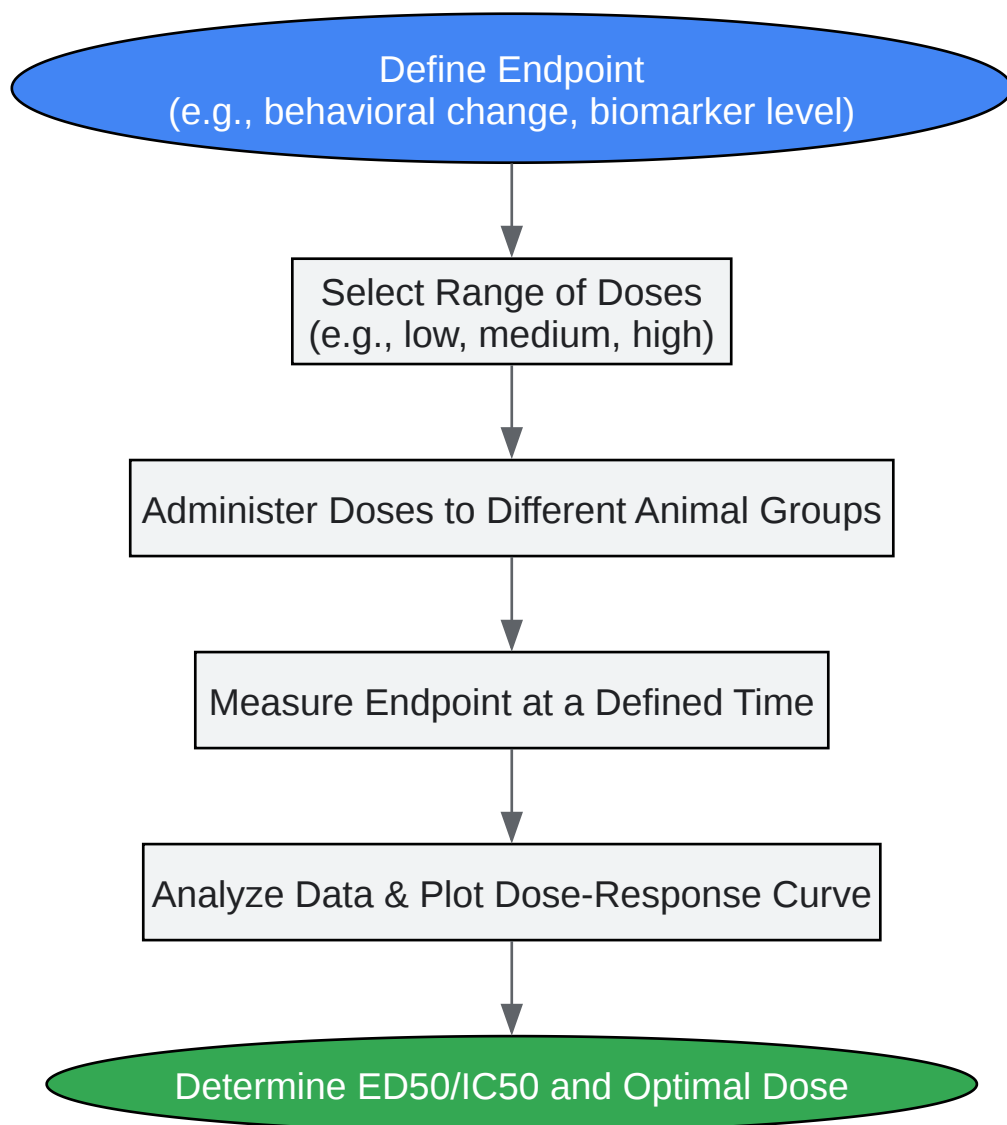 Define Endpoint
(e.g., behavioral change, biomarker level)
Select Range of Doses
(e.g., low, medium, high)
Administer Doses to Different Animal Groups
Measure Endpoint at a Defined Time
Analyze Data & Plot Dose-Response Curve
Determine ED50/IC50 and Optimal Dose